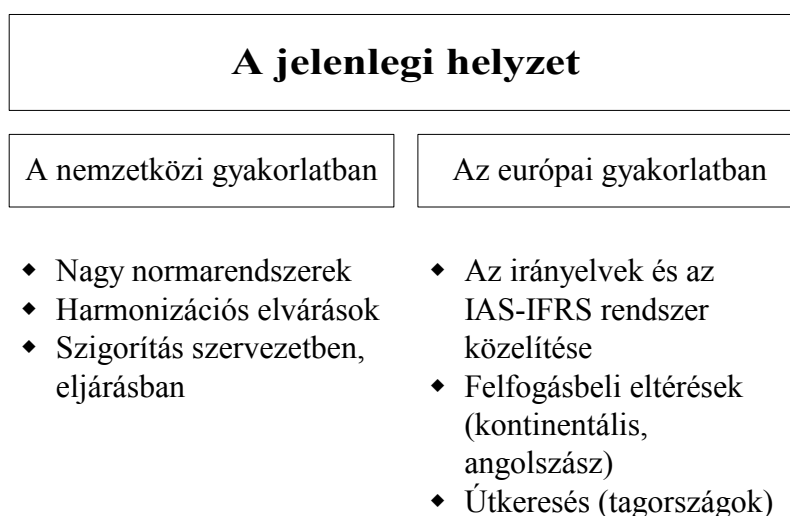 A jelenlegi helyzet
A nemzetközi gyakorlatban
◆ Nagy normarendszerek
◆ Harmonizációs elvárások
◆ Szigorítás szervezetben,
eljárásban
Az európai gyakorlatban
◆ Az irányelvek és az
IAS-IFRS rendszer
közelítése
◆ Felfogásbeli eltérések
(kontinentális,
angolszász)
◆ Útkeresés (tagországok)